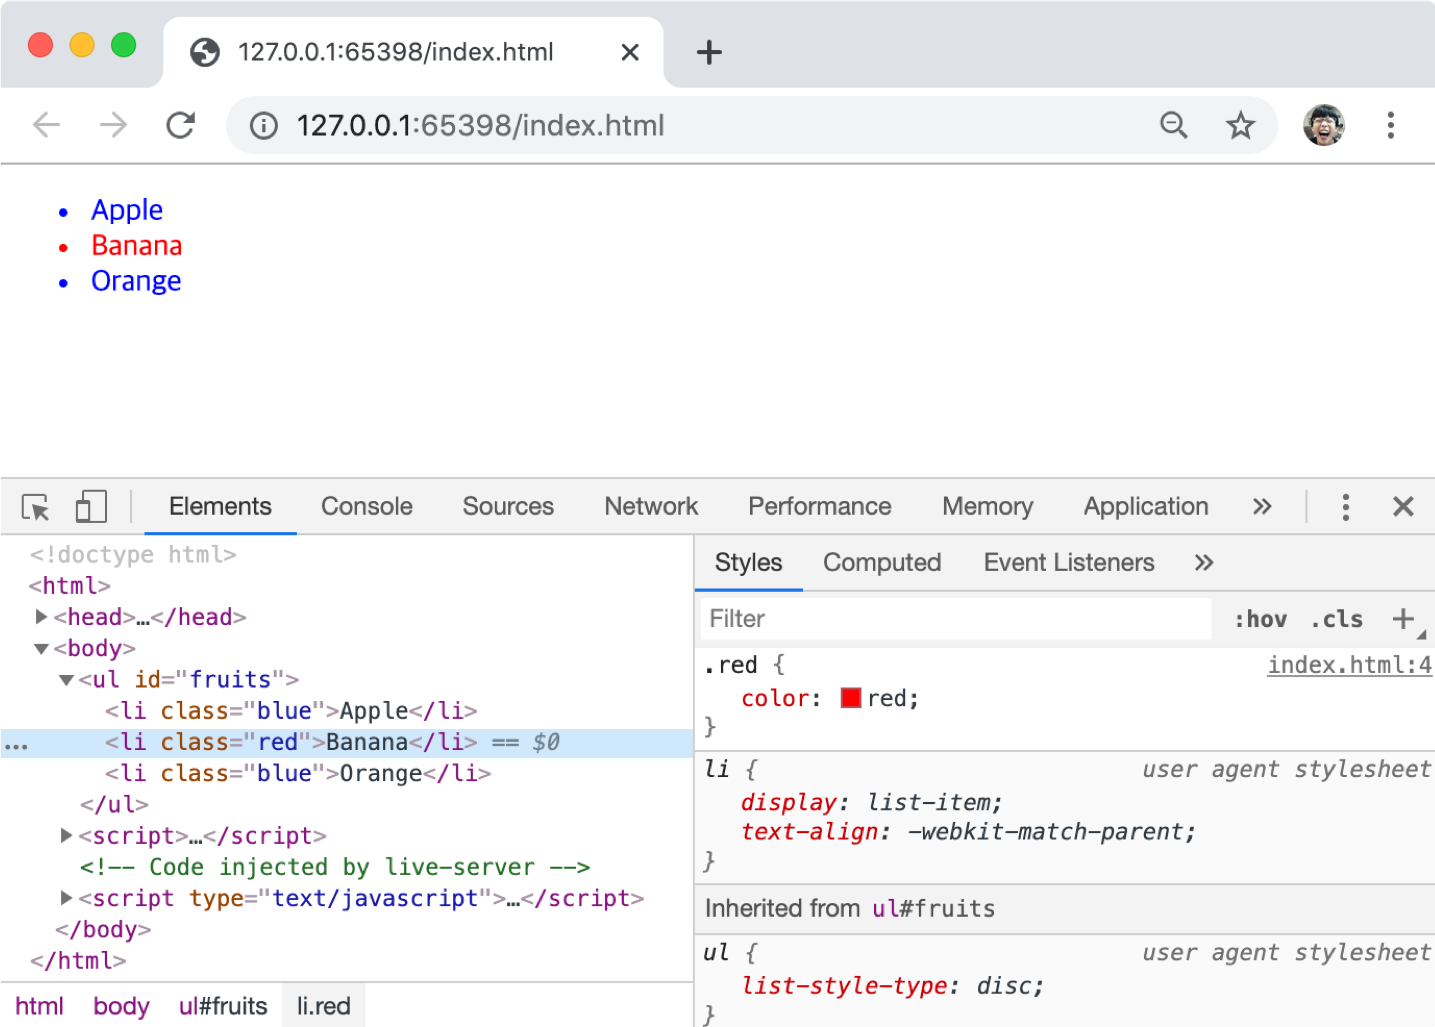 127.0.0.1:65398/index.html
127.0.0.1:65398/index.html
Apple
Banana
Orange
Elements Console Sources Network Performance Memory Application
<!doctype html>
<html>
<head>…</head>
<body>
<ul id="fruits">
<li class="blue">Apple</li>
<li class="red">Banana</li> == $0
<li class="blue">Orange</li>
</ul>
<script>…</script>
<!-- Code injected by live-server -->
<script type="text/javascript">…</script>
</body>
</html>
html body ul#fruits li.red
Styles Computed Event Listeners
Filter :hov .cls
.red { index.html:4
color: red;
}
li { user agent stylesheet
display: list-item;
text-align: -webkit-match-parent;
}
Inherited from ul#fruits
ul { user agent stylesheet
list-style-type: disc;
}